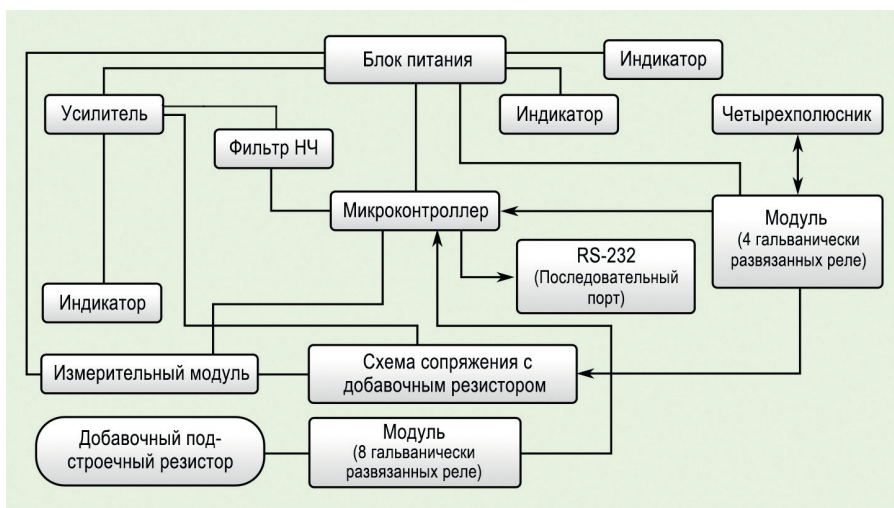 Блок питания
Индикатор
Усилитель
Индикатор
Четырехполюсник
Фильтр НЧ
Микроконтроллер
Модуль
(4 гальванически
развязанных реле)
RS-232
(Последовательный
порт)
Индикатор
Измерительный модуль
Схема сопряжения с
добавочным резистором
Добавочный под-
строечный резистор
Модуль
(8 гальванически
развязанных реле)